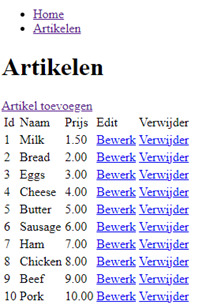 Home
Artikelen
Artikelen
Artikel toevoegen
Id Naam Prijs Edit Verwijder
1 Milk 1.50 Bewerk Verwijder
2 Bread 2.00 Bewerk Verwijder
3 Eggs 3.00 Bewerk Verwijder
4 Cheese 4.00 Bewerk Verwijder
5 Butter 5.00 Bewerk Verwijder
6 Sausage 6.00 Bewerk Verwijder
7 Ham 7.00 Bewerk Verwijder
8 Chicken 8.00 Bewerk Verwijder
9 Beef 9.00 Bewerk Verwijder
10 Pork 10.00 Bewerk Verwijder